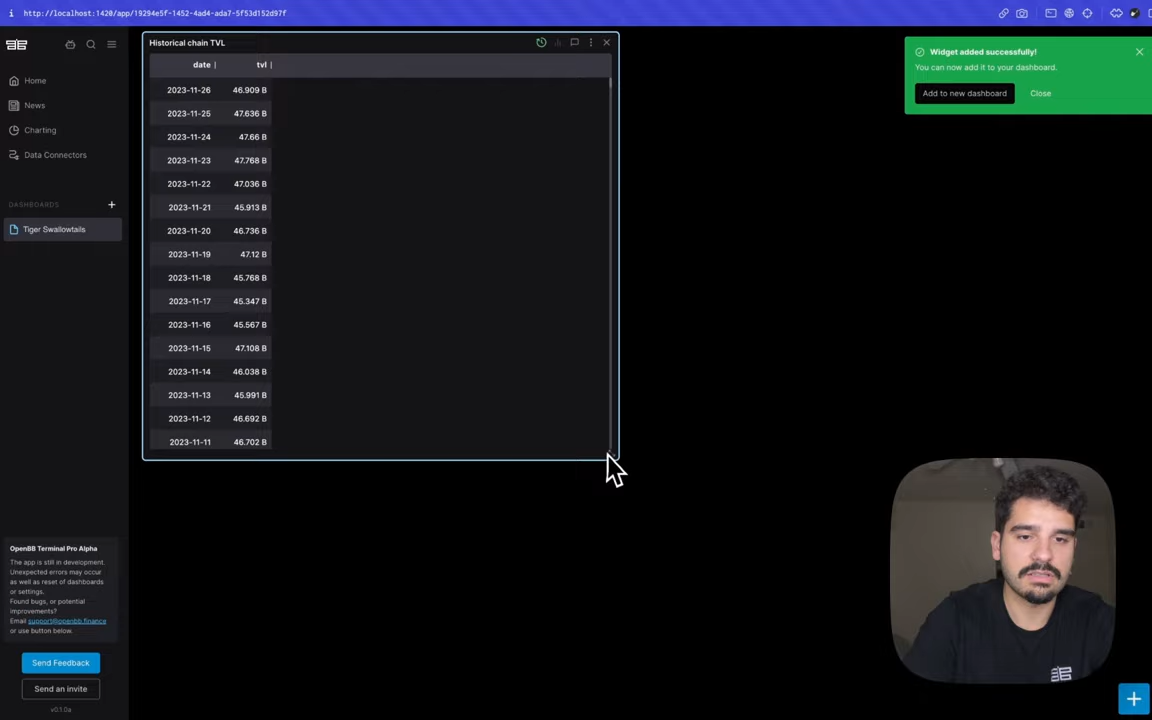 http://localhost:1420/app/19294e5f-1452-4ad4-ada7-5f53d152d97f
Home
News
Charting
Data Connectors
DASHBOARDS
Tiger Swallowtails
OpenBB Terminal Pro Alpha
The app is still in development.
Unexpected errors may occur
as well as reset of dashboards
or settings.
Found bugs, or potential
improvements?
Email support@openbb.finance
or use button below.
Send Feedback
Send an invite
v0.1.0a
Historical chain TVL
date tvl
2023-11-26 46.909 B
2023-11-25 47.636 B
2023-11-24 47.66 B
2023-11-23 47.768 B
2023-11-22 47.036 B
2023-11-21 45.913 B
2023-11-20 46.736 B
2023-11-19 47.12 B
2023-11-18 45.768 B
2023-11-17 45.347 B
2023-11-16 45.567 B
2023-11-15 47.108 B
2023-11-14 46.038 B
2023-11-13 45.991 B
2023-11-12 46.692 B
2023-11-11 46.702 B
Widget added successfully!
You can now add it to your dashboard.
Add to new dashboard Close